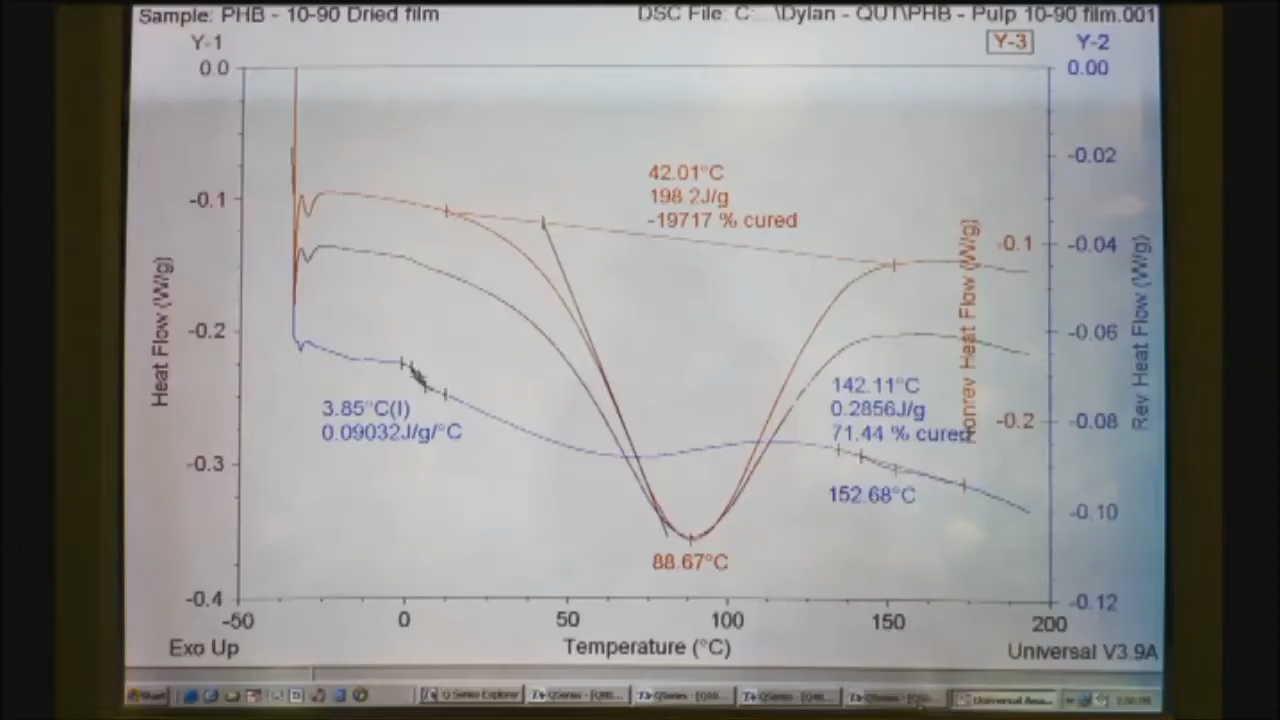 Sample: PHB - 10-90 Dried film
DSC File: C: ...\Dylan - QUT\PHB - Pulp 10-90 film.001
Y-1
Y-3
Y-2
0.0
0.00
-0.02
42.01°C
198.2J/g
-19717 % cured
-0.1
-0.1
-0.04
Heat Flow (W/g)
Nonrev Heat Flow (W/g)
Rev Heat Flow (W/g)
-0.2
-0.06
3.85°C(I)
0.09032J/g/°C
142.11°C
0.2856J/g
71.44 % cured
-0.2
-0.08
-0.3
152.68°C
-0.10
88.67°C
-0.4
-0.12
-50
0
50
100
150
200
Exo Up
Temperature (°C)
Universal V3.9A
Start
Q Series Explorer